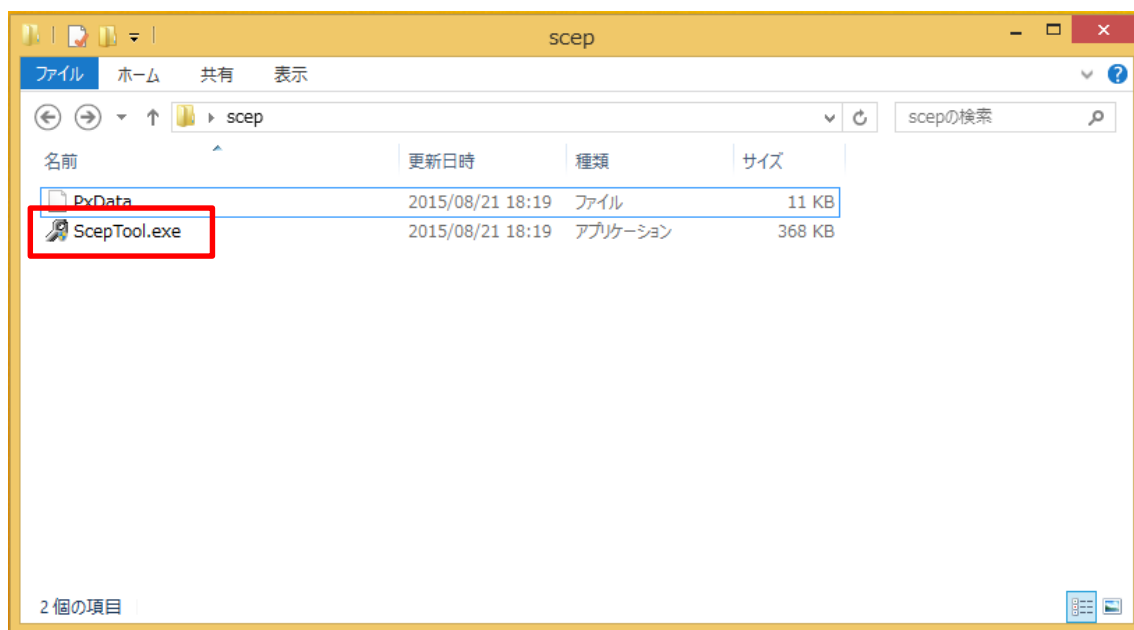 scep
ファイル ホーム 共有 表示
scep scepの検索
名前 更新日時 種類 サイズ
PxData 2015/08/21 18:19 ファイル 11 KB
ScepTool.exe 2015/08/21 18:19 アプリケーション 368 KB
2 個の項目